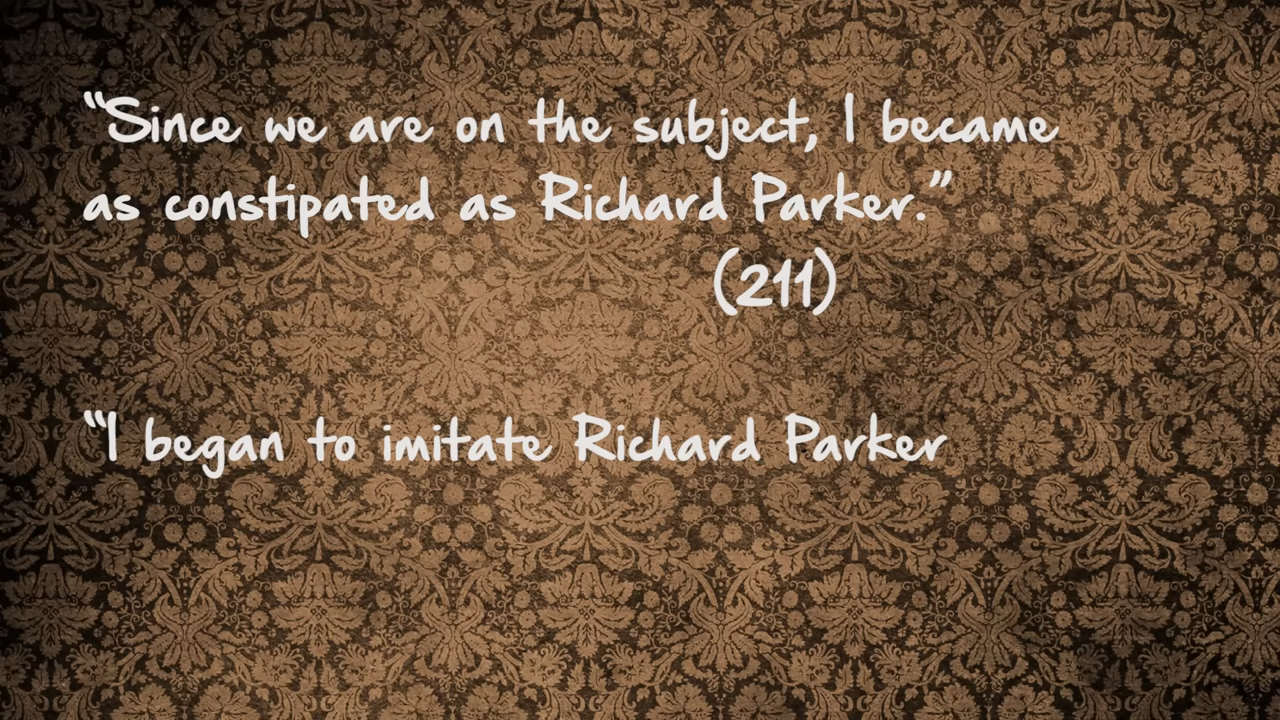 “Since we are on the subject, I became
as constipated as Richard Parker.”
(211)
“I began to imitate Richard Parker